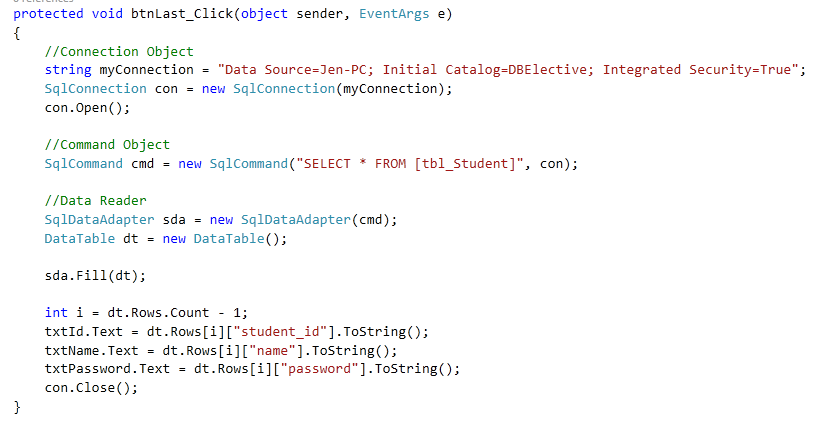 0 references
protected void btnLast_Click(object sender, EventArgs e)
{
    //Connection Object
    string myConnection = "Data Source=Jen-PC; Initial Catalog=DBElective; Integrated Security=True";
    SqlConnection con = new SqlConnection(myConnection);
    con.Open();

    //Command Object
    SqlCommand cmd = new SqlCommand("SELECT * FROM [tbl_Student]", con);

    //Data Reader
    SqlDataAdapter sda = new SqlDataAdapter(cmd);
    DataTable dt = new DataTable();

    sda.Fill(dt);

    int i = dt.Rows.Count - 1;
    txtId.Text = dt.Rows[i]["student_id"].ToString();
    txtName.Text = dt.Rows[i]["name"].ToString();
    txtPassword.Text = dt.Rows[i]["password"].ToString();
    con.Close();
}